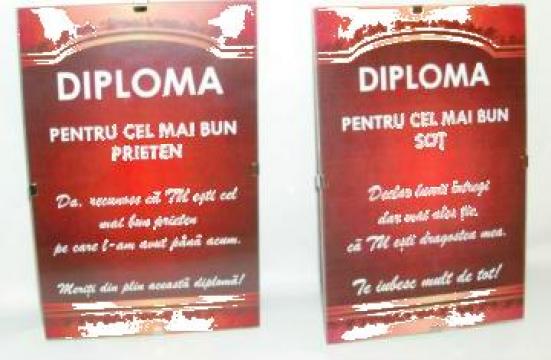 DIPLOMA
PENTRU CEL MAI BUN
PRIETEN
Da, recunosc că TU ești cel
mai bun prieten
pe care l-am avut până acum.
Meriți din plin această diplomă!
DIPLOMA
PENTRU CEL MAI BUN
SOȚ
Declar lumii întregi
dar mai ales ție,
că TU ești dragostea mea.
Te iubesc mult de tot!